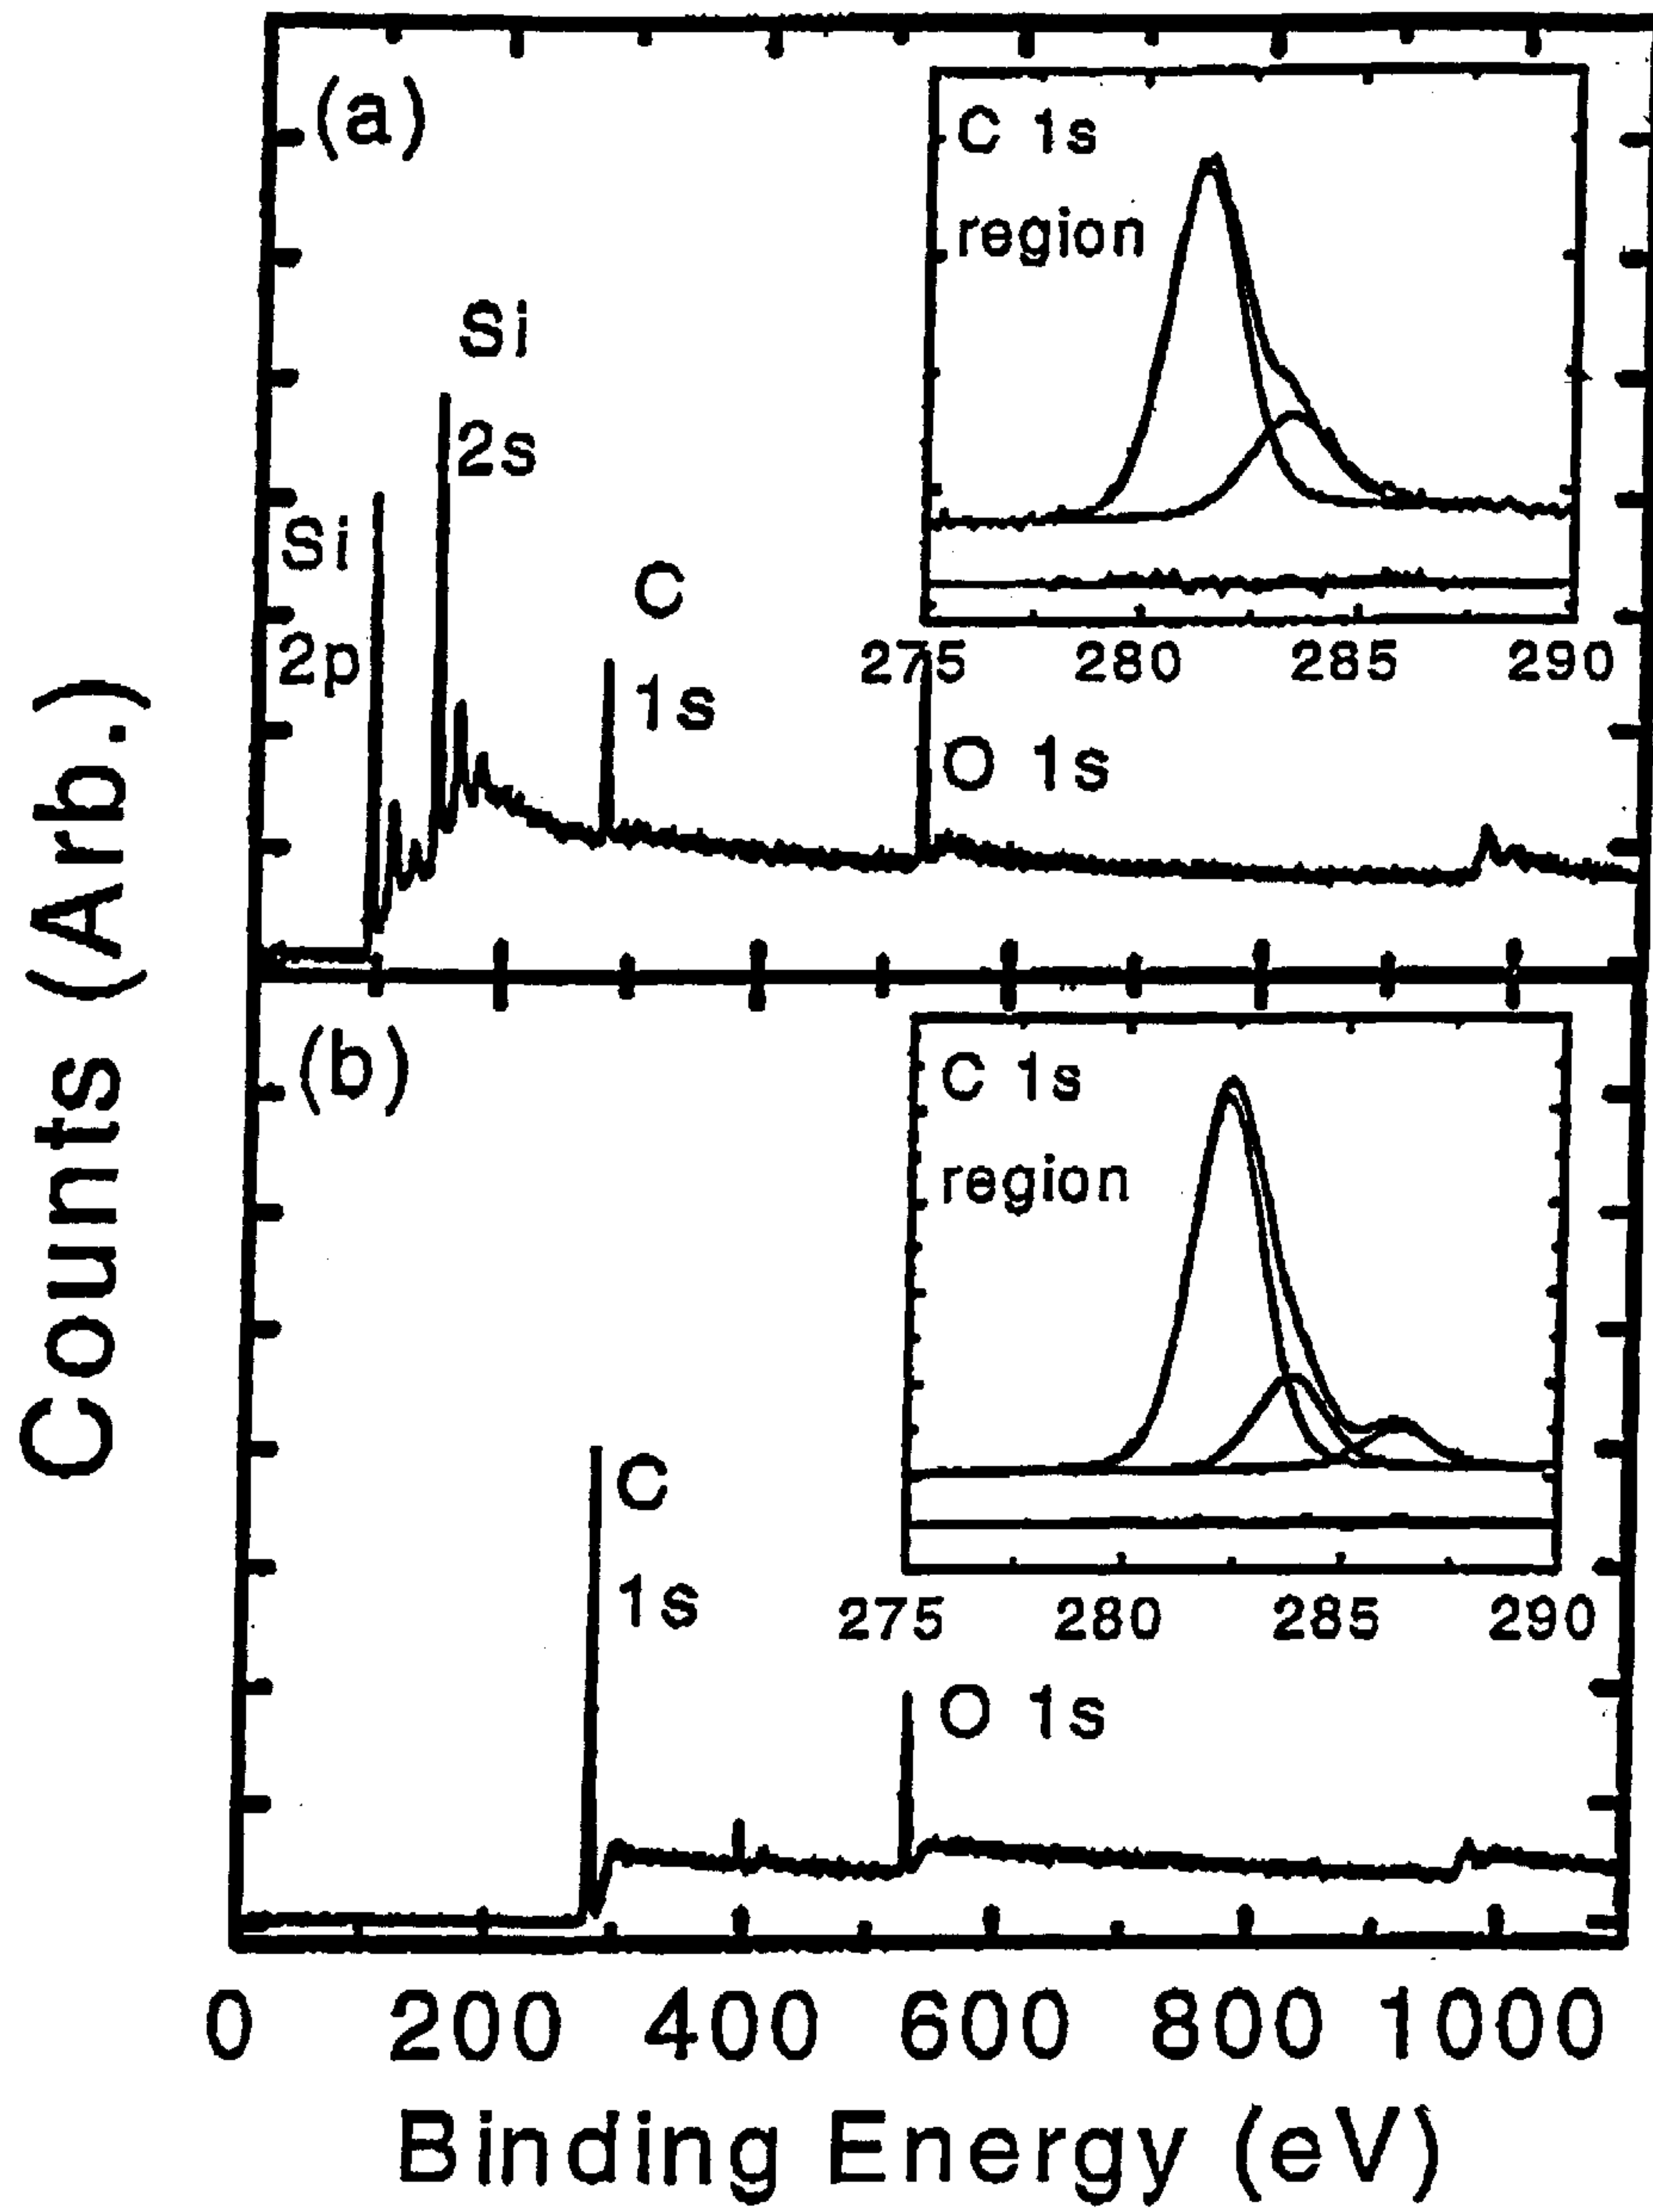 (a)
C 1s
region
Si
2s
Si
2p
C
1s
275 280 285 290
O 1s
Counts (Arb.)
(b)
C 1s
region
C
1s
275 280 285 290
O 1s
0 200 400 600 800 1000
Binding Energy (eV)